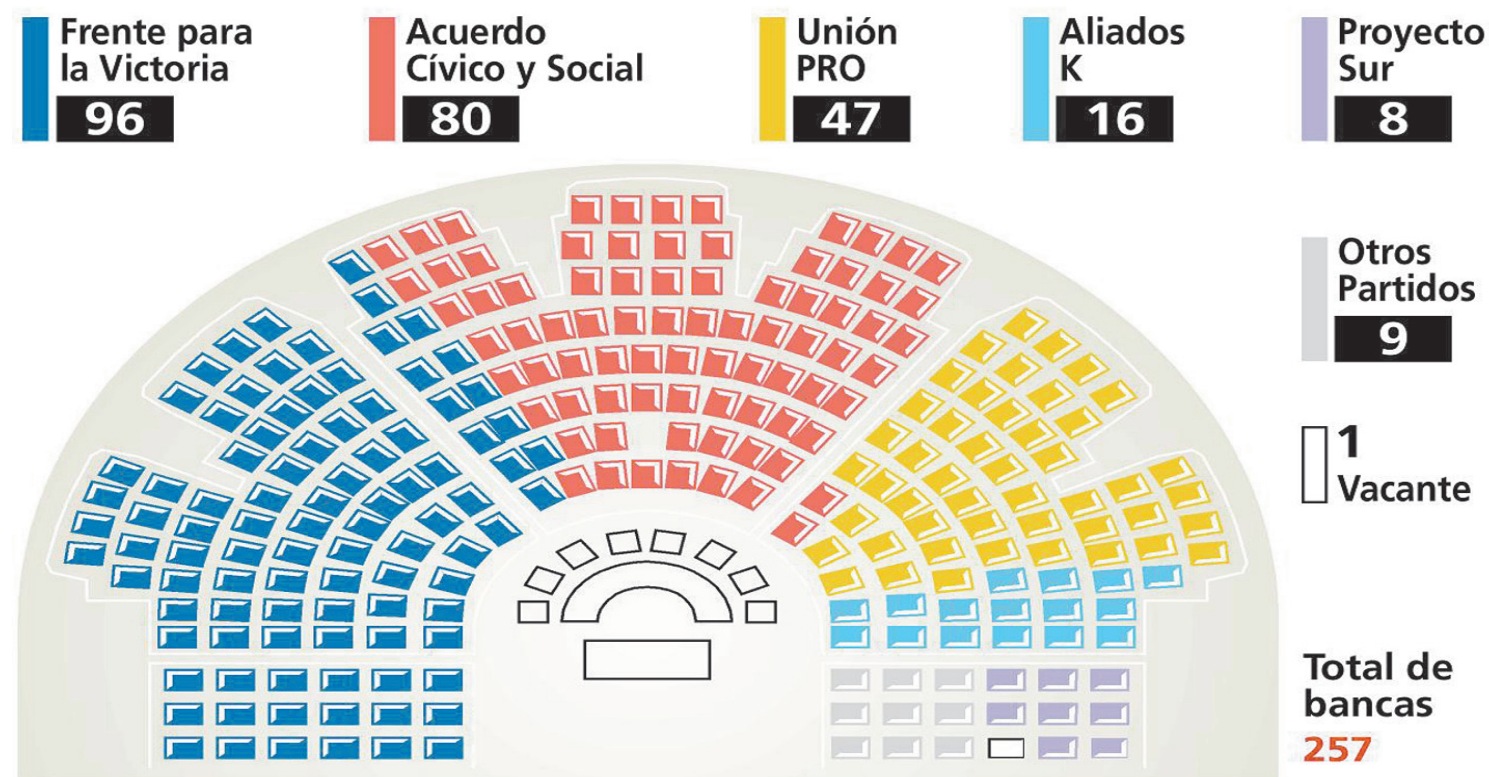 Frente para
la Victoria
96
Acuerdo
Cívico y Social
80
Unión
PRO
47
Aliados
K
16
Proyecto
Sur
8
Otros
Partidos
9
1
Vacante
Total de
bancas
257